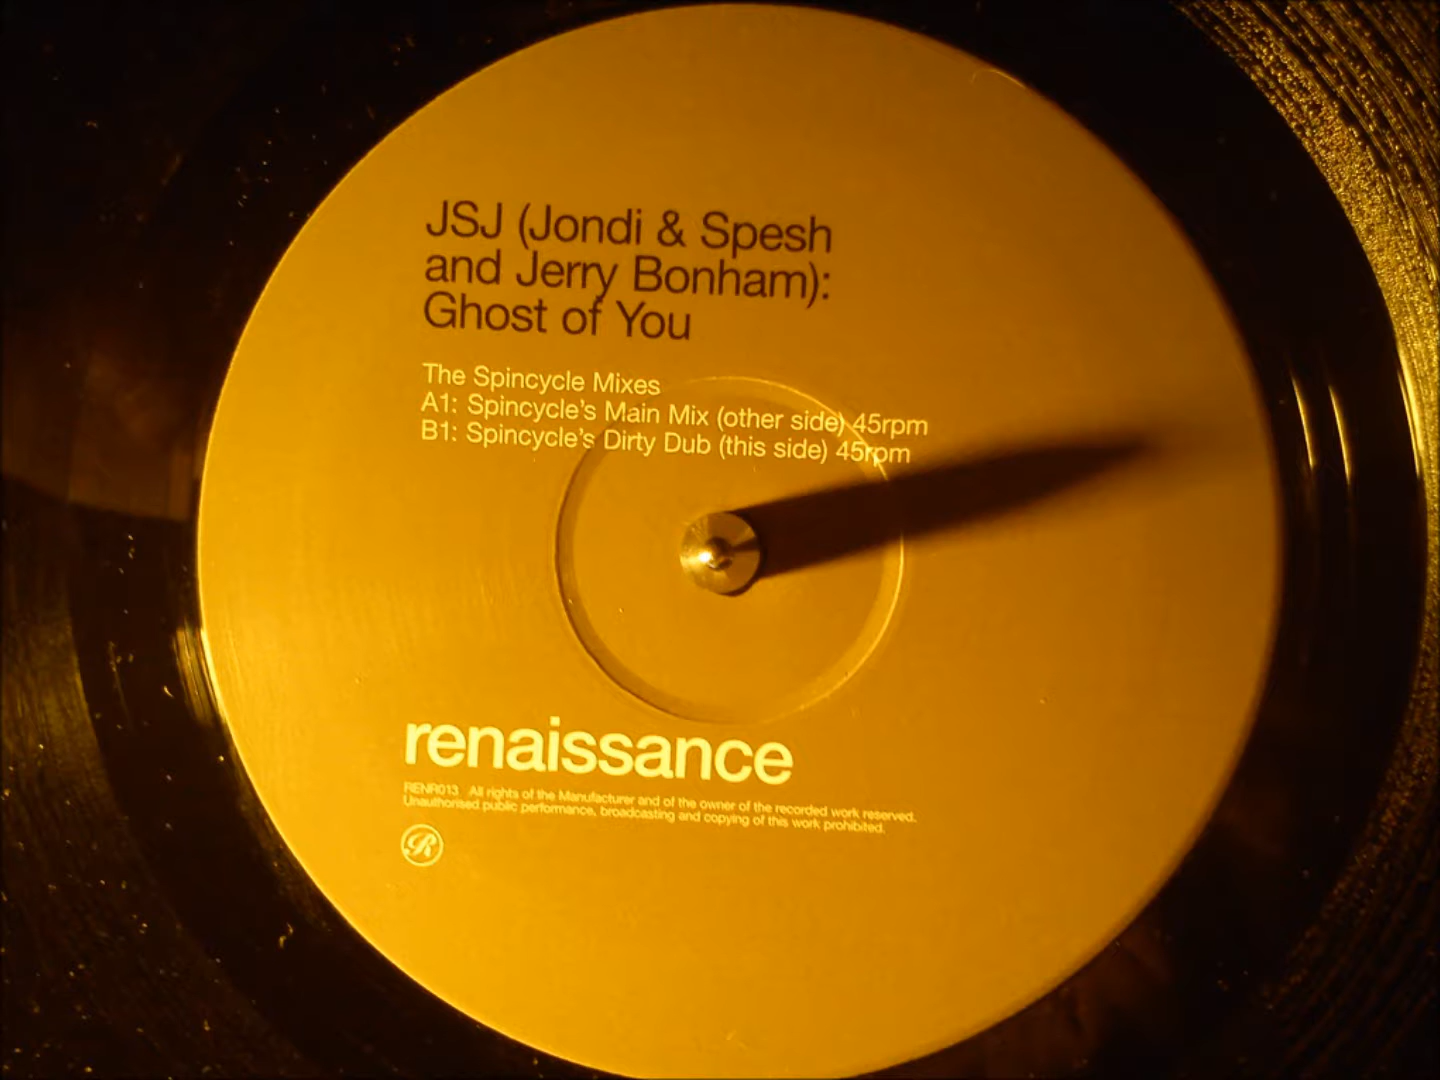 JSJ (Jondi & Spesh
and Jerry Bonham):
Ghost of You
The Spincycle Mixes
A1: Spincycle's Main Mix (other side) 45rpm
B1: Spincycle's Dirty Dub (this side) 45rpm
renaissance
RENR013 All rights of the Manufacturer and of the owner of the recorded work reserved.
Unauthorised public performance, broadcasting and copying of this work prohibited.
R